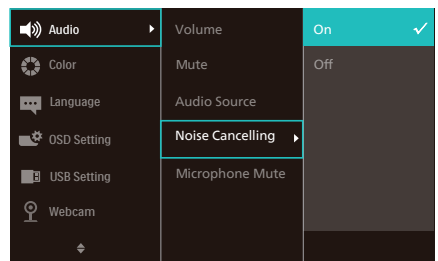 Audio
Color
Language
OSD Setting
USB Setting
Webcam
Volume
Mute
Audio Source
Noise Cancelling
Microphone Mute
On
Off